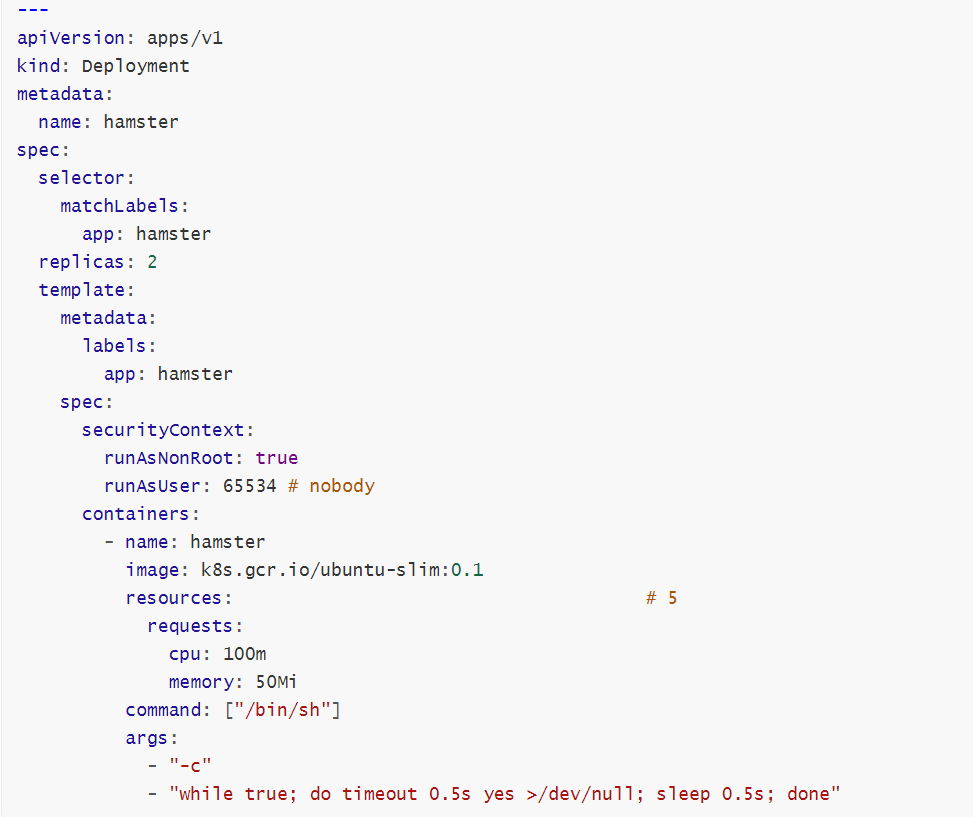 ---
apiVersion: apps/v1
kind: Deployment
metadata:
  name: hamster
spec:
  selector:
    matchLabels:
      app: hamster
  replicas: 2
  template:
    metadata:
      labels:
        app: hamster
    spec:
      securityContext:
        runAsNonRoot: true
        runAsUser: 65534 # nobody
      containers:
        - name: hamster
          image: k8s.gcr.io/ubuntu-slim:0.1
          resources:                                      # 5
            requests:
              cpu: 100m
              memory: 50Mi
          command: ["/bin/sh"]
          args:
            - "-c"
            - "while true; do timeout 0.5s yes >/dev/null; sleep 0.5s; done"